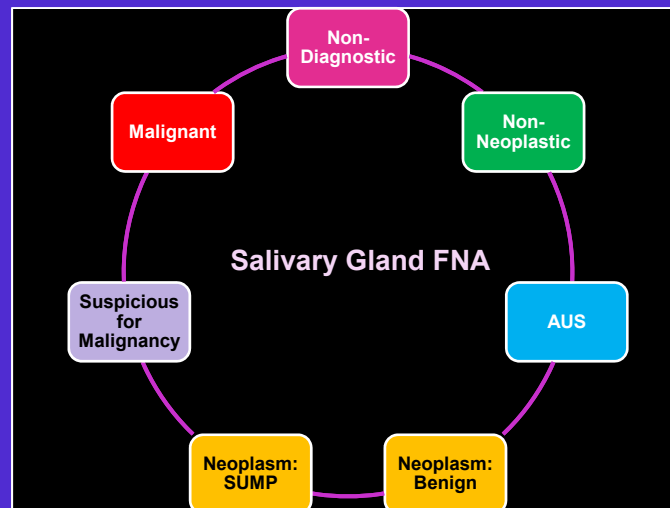 Non-
Diagnostic
Malignant
Non-
Neoplastic
Salivary Gland FNA
Suspicious
for
Malignancy
AUS
Neoplasm:
SUMP
Neoplasm:
Benign